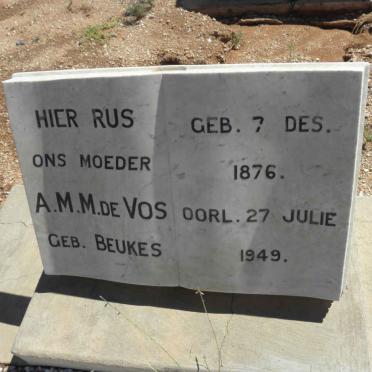 HIER RUS
ONS MOEDER
A.M.M. DE VOS
GEB. BEUKES
GEB. 7 DES.
1876.
OORL. 27 JULIE
1949.